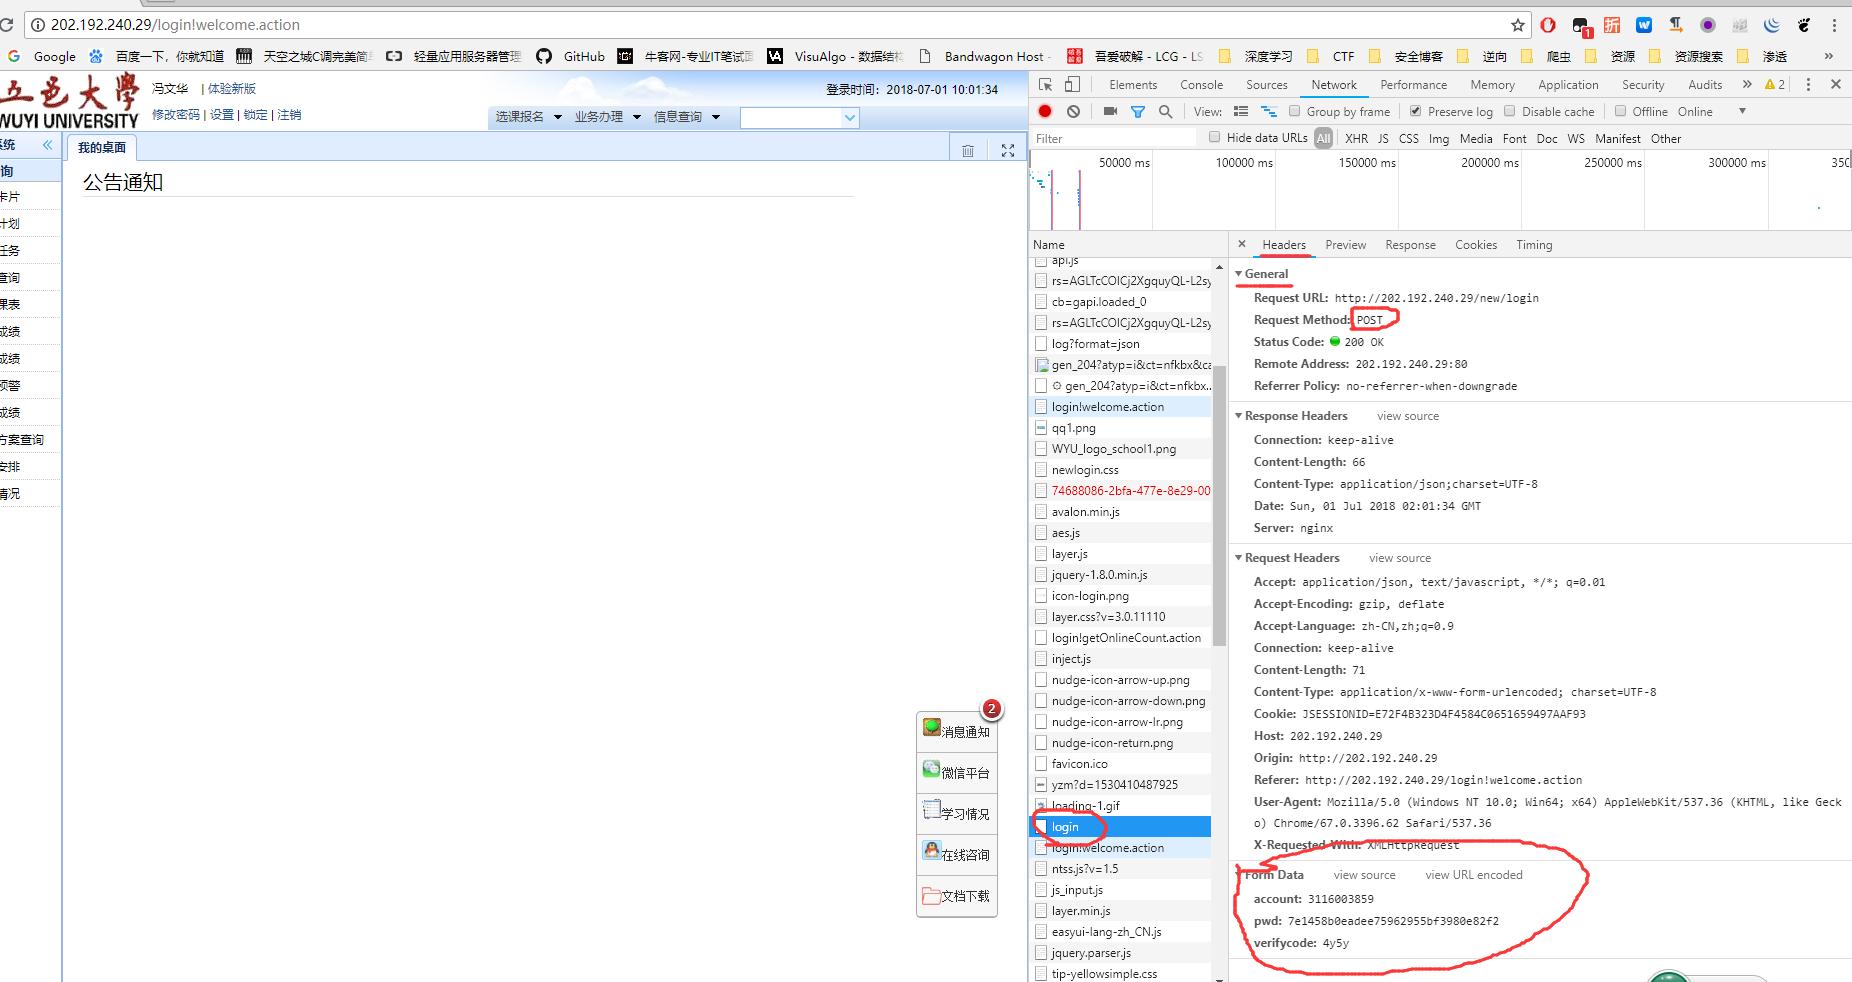 202.192.240.29/login!welcome.action
Google 百度一下，你就知道 天空之城C调完美简 轻量应用服务器管理 GitHub 牛客网-专业IT笔试面 VisuAlgo - 数据结构 Bandwagon Host - 吾爱破解 - LCG - LS 深度学习 CTF 安全博客 逆向 爬虫 资源 资源搜索 渗透 »
五邑大學
WUYI UNIVERSITY
冯文华 | 体验新版
修改密码 | 设置 | 锁定 | 注销
登录时间：2018-07-01 10:01:34
选课报名 业务办理 信息查询
系统 «
询
卡片
计划
任务
查询
课表
成绩
成绩
预警
成绩
方案查询
安排
情况
我的桌面
公告通知
2
消息通知
微信平台
学习情况
在线咨询
文档下载
Elements Console Sources Network Performance Memory Application Security Audits » 2
View: Group by frame Preserve log Disable cache Offline Online
Filter Hide data URLs All XHR JS CSS Img Media Font Doc WS Manifest Other
50000 ms 100000 ms 150000 ms 200000 ms 250000 ms 300000 ms 350
Name
api.js
rs=AGLTcCOICj2XgquyQL-L2sy
cb=gapi.loaded_0
rs=AGLTcCOICj2XgquyQL-L2sy
log?format=json
gen_204?atyp=i&ct=nfkbx&ca
gen_204?atyp=i&ct=nfkbx...
login!welcome.action
qq1.png
WYU_logo_school1.png
newlogin.css
74688086-2bfa-477e-8e29-00
avalon.min.js
aes.js
layer.js
jquery-1.8.0.min.js
icon-login.png
layer.css?v=3.0.11110
login!getOnlineCount.action
inject.js
nudge-icon-arrow-up.png
nudge-icon-arrow-down.png
nudge-icon-arrow-lr.png
nudge-icon-return.png
favicon.ico
yzm?d=1530410487925
loading-1.gif
login
login!welcome.action
ntss.js?v=1.5
js_input.js
layer.min.js
easyui-lang-zh_CN.js
jquery.parser.js
tip-yellowsimple.css
Headers Preview Response Cookies Timing
General
Request URL: http://202.192.240.29/new/login
Request Method: POST
Status Code: 200 OK
Remote Address: 202.192.240.29:80
Referrer Policy: no-referrer-when-downgrade
Response Headers view source
Connection: keep-alive
Content-Length: 66
Content-Type: application/json;charset=UTF-8
Date: Sun, 01 Jul 2018 02:01:34 GMT
Server: nginx
Request Headers view source
Accept: application/json, text/javascript, */*; q=0.01
Accept-Encoding: gzip, deflate
Accept-Language: zh-CN,zh;q=0.9
Connection: keep-alive
Content-Length: 71
Content-Type: application/x-www-form-urlencoded; charset=UTF-8
Cookie: JSESSIONID=E72F4B323D4F4584C0651659497AAF93
Host: 202.192.240.29
Origin: http://202.192.240.29
Referer: http://202.192.240.29/login!welcome.action
User-Agent: Mozilla/5.0 (Windows NT 10.0; Win64; x64) AppleWebKit/537.36 (KHTML, like Geck
o) Chrome/67.0.3396.62 Safari/537.36
X-Requested-With: XMLHttpRequest
Form Data view source view URL encoded
account: 3116003859
pwd: 7e1458b0eadee75962955bf3980e82f2
verifycode: 4y5y